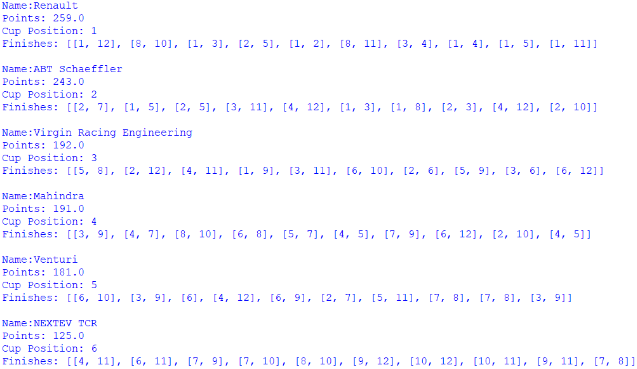 Name:Renault
Points: 259.0
Cup Position: 1
Finishes: [[1, 12], [8, 10], [1, 3], [2, 5], [1, 2], [8, 11], [3, 4], [1, 4], [1, 5], [1, 11]]
Name:ABT Schaeffler
Points: 243.0
Cup Position: 2
Finishes: [[2, 7], [1, 5], [2, 5], [3, 11], [4, 12], [1, 3], [1, 8], [2, 3], [4, 12], [2, 10]]
Name:Virgin Racing Engineering
Points: 192.0
Cup Position: 3
Finishes: [[5, 8], [2, 12], [4, 11], [1, 9], [3, 11], [6, 10], [2, 6], [5, 9], [3, 6], [6, 12]]
Name:Mahindra
Points: 191.0
Cup Position: 4
Finishes: [[3, 9], [4, 7], [8, 10], [6, 8], [5, 7], [4, 5], [7, 9], [6, 12], [2, 10], [4, 5]]
Name:Venturi
Points: 181.0
Cup Position: 5
Finishes: [[6, 10], [3, 9], [6], [4, 12], [6, 9], [2, 7], [5, 11], [7, 8], [7, 8], [3, 9]]
Name:NEXTEV TCR
Points: 125.0
Cup Position: 6
Finishes: [[4, 11], [6, 11], [7, 9], [7, 10], [8, 10], [9, 12], [10, 12], [10, 11], [9, 11], [7, 8]]